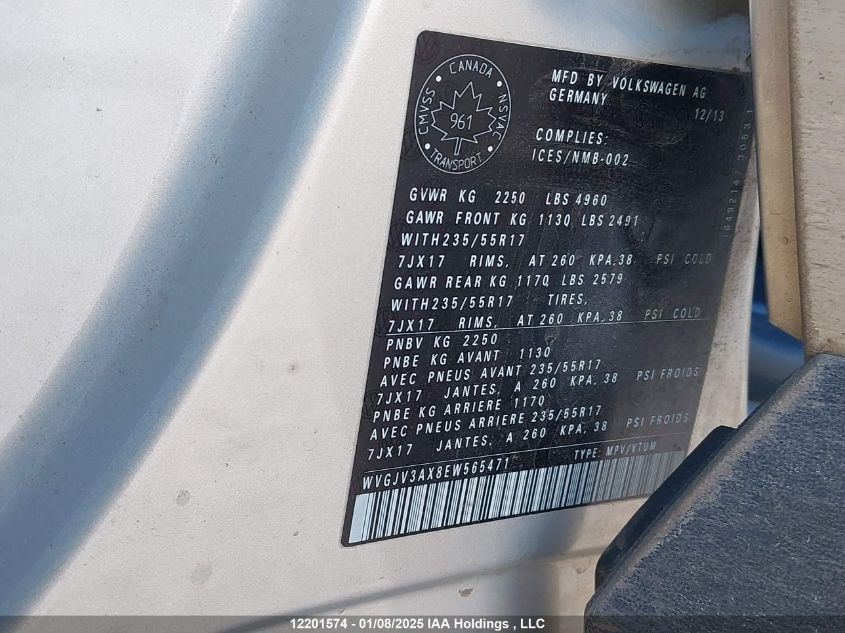 CANADA
CMVSS
NSVAC
961
TRANSPORT
MFD BY VOLKSWAGEN AG
GERMANY
12/13
COMPLIES:
ICES/NMB-002
GVWR KG 2250 LBS 4960
GAWR FRONT KG 1130 LBS 2491
WITH235/55R17
7JX17 RIMS, AT 260 KPA,38 PSI COLD
GAWR REAR KG 1170 LBS 2579
WITH235/55R17 TIRES,
7JX17 RIMS, AT 260 KPA,38 PSI COLD
PNBV KG 2250
PNBE KG AVANT 1130
AVEC PNEUS AVANT 235/55R17
7JX17 JANTES, A 260 KPA, 38 PSI FROIDS
PNBE KG ARRIERE 1170
AVEC PNEUS ARRIERE 235/55R17
7JX17 JANTES, A 260 KPA, 38 PSI FROIDS
TYPE: MPV/VTUM
WVGJV3AX8EW565471
12201574 - 01/08/2025 IAA Holdings , LLC